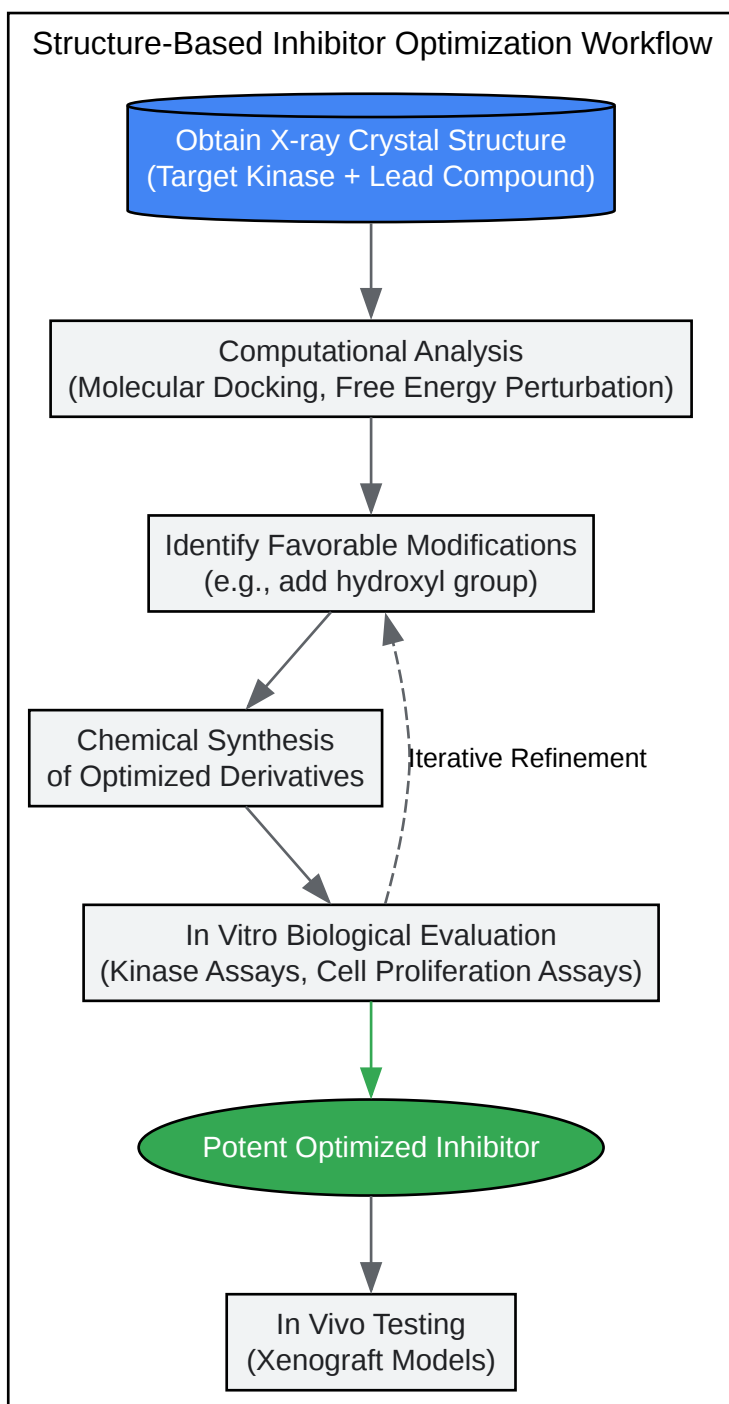 Structure-Based Inhibitor Optimization Workflow
Obtain X-ray Crystal Structure
(Target Kinase + Lead Compound)
Computational Analysis
(Molecular Docking, Free Energy Perturbation)
Identify Favorable Modifications
(e.g., add hydroxyl group)
Chemical Synthesis
of Optimized Derivatives
Iterative Refinement
In Vitro Biological Evaluation
(Kinase Assays, Cell Proliferation Assays)
Potent Optimized Inhibitor
In Vivo Testing
(Xenograft Models)